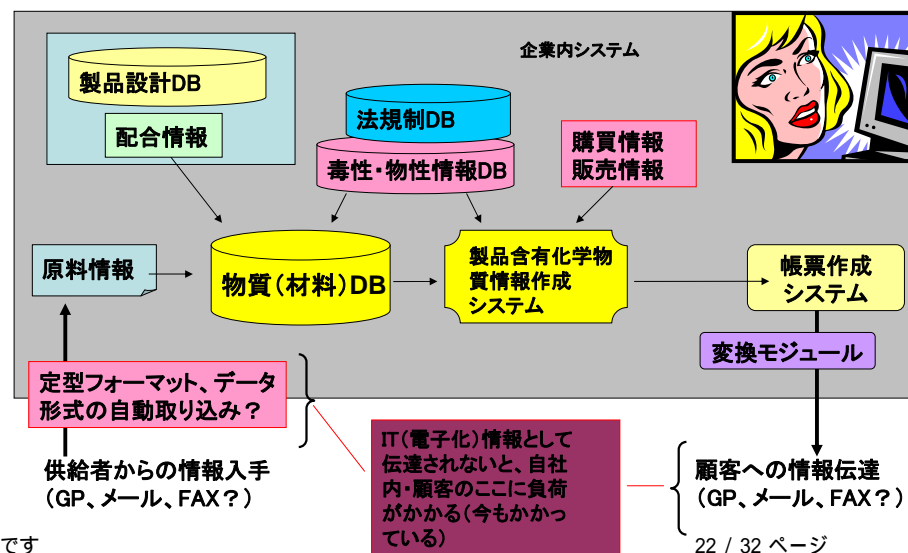 企業内システム
製品設計DB
配合情報
法規制DB
毒性・物性情報DB
購買情報
販売情報
原料情報
物質（材料）DB
製品含有化学物
質情報作成
システム
帳票作成
システム
変換モジュール
定型フォーマット、データ
形式の自動取り込み？
供給者からの情報入手
（GP、メール、FAX？）
IT（電子化）情報として
伝達されないと、自社
内・顧客のここに負荷
がかかる（今もかかっ
ている）
顧客への情報伝達
（GP、メール、FAX？）
です
22 / 32 ページ